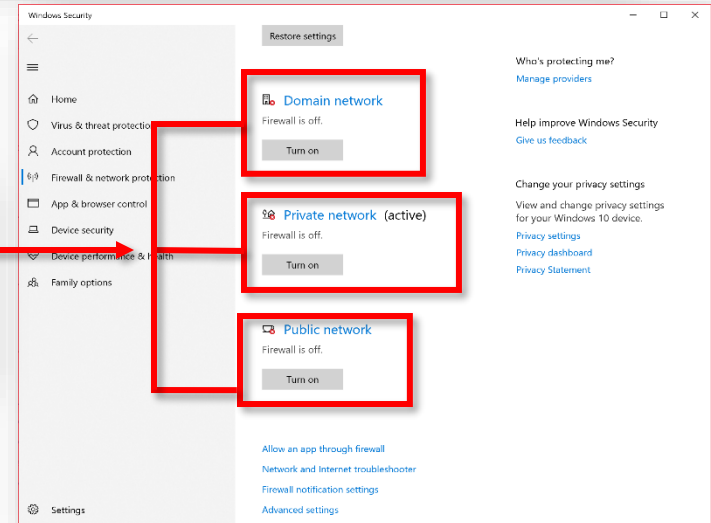 Windows Security
Restore settings
Home
Virus & threat protection
Account protection
Firewall & network protection
App & browser control
Device security
Device performance & health
Family options
Settings
Domain network
Firewall is off.
Turn on
Private network (active)
Firewall is off.
Turn on
Public network
Firewall is off.
Turn on
Allow an app through firewall
Network and Internet troubleshooter
Firewall notification settings
Advanced settings
Who's protecting me?
Manage providers
Help improve Windows Security
Give us feedback
Change your privacy settings
View and change privacy settings
for your Windows 10 device.
Privacy settings
Privacy dashboard
Privacy Statement